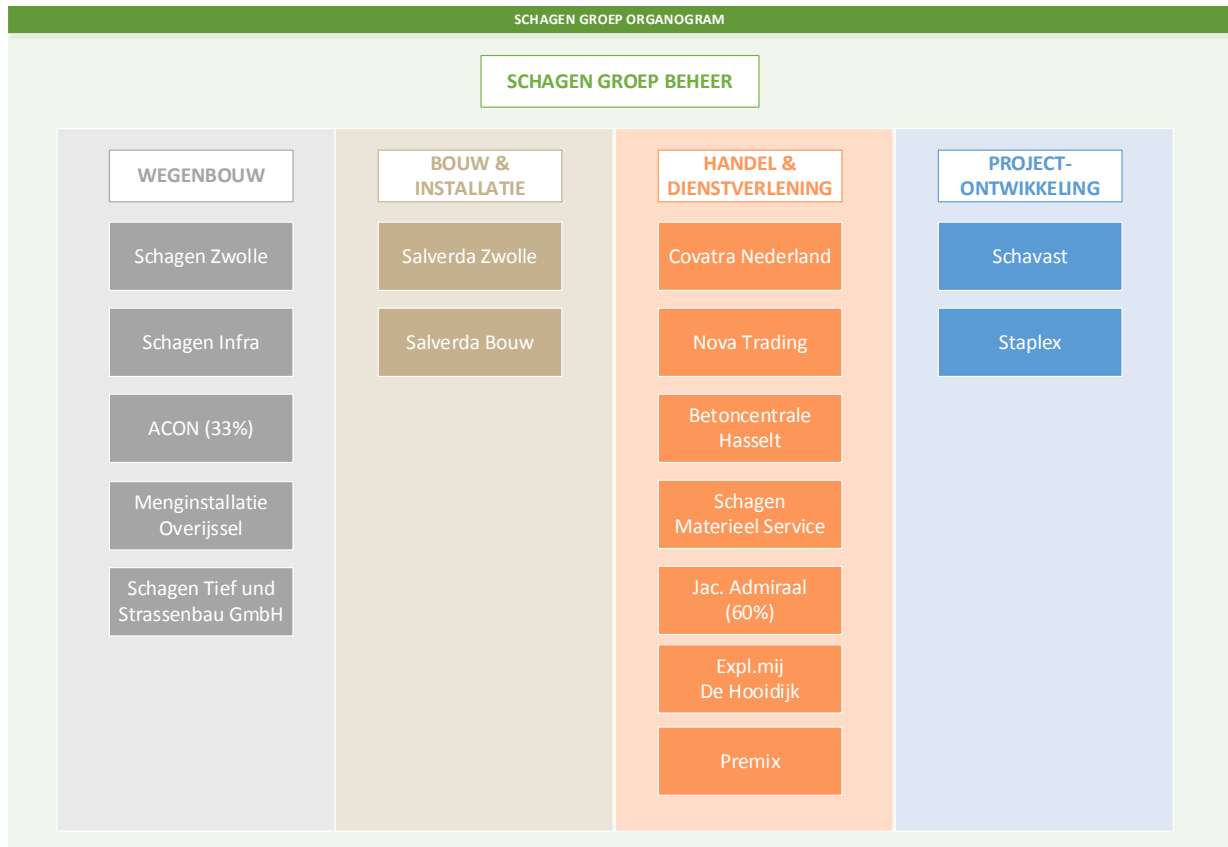 SCHAGEN GROEP ORGANOGRAM
SCHAGEN GROEP BEHEER
WEGENBOUW
Schagen Zwolle
Schagen Infra
ACON (33%)
Menginstallatie
Overijssel
Schagen Tief und
Strassenbau GmbH
BOUW &
INSTALLATIE
Salverda Zwolle
Salverda Bouw
HANDEL &
DIENSTVERLENING
Covatra Nederland
Nova Trading
Betoncentrale
Hasselt
Schagen
Materieel Service
Jac. Admiraal
(60%)
Expl.mij
De Hooidijk
Premix
PROJECT-
ONTWIKKELING
Schavast
Staplex